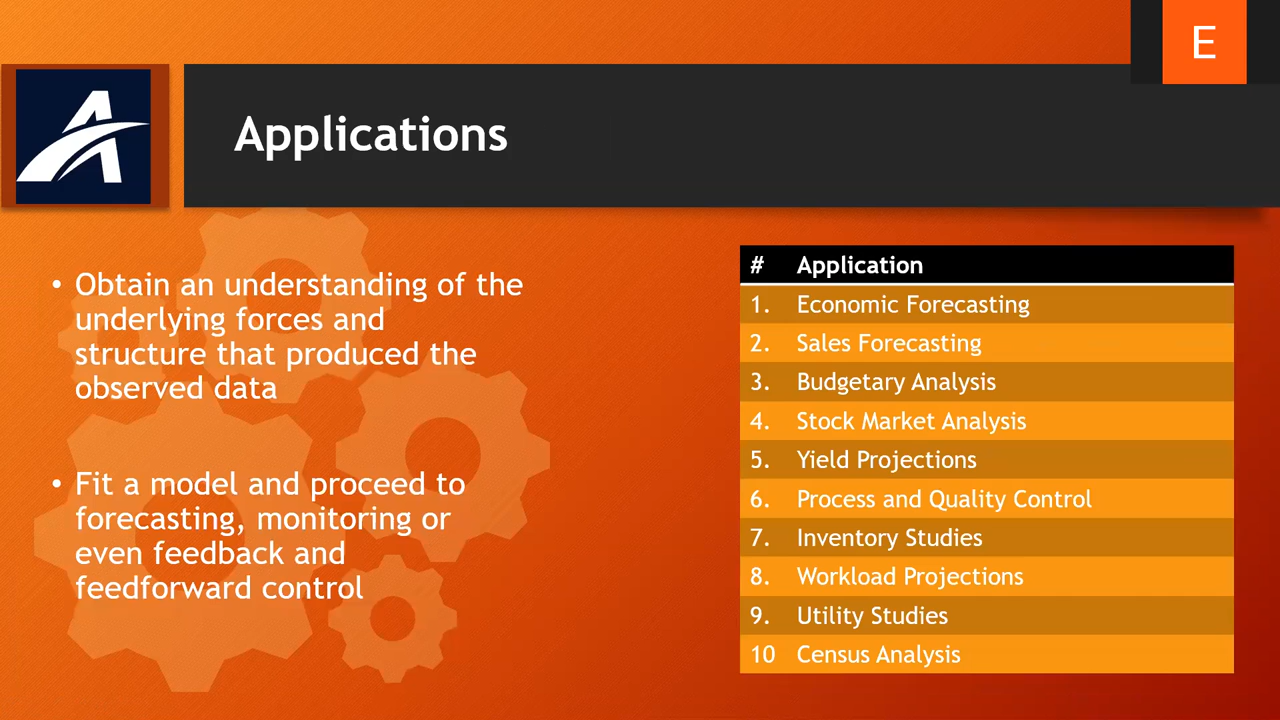 E
Applications
• Obtain an understanding of the
underlying forces and
structure that produced the
observed data
• Fit a model and proceed to
forecasting, monitoring or
even feedback and
feedforward control
# Application
1. Economic Forecasting
2. Sales Forecasting
3. Budgetary Analysis
4. Stock Market Analysis
5. Yield Projections
6. Process and Quality Control
7. Inventory Studies
8. Workload Projections
9. Utility Studies
10 Census Analysis